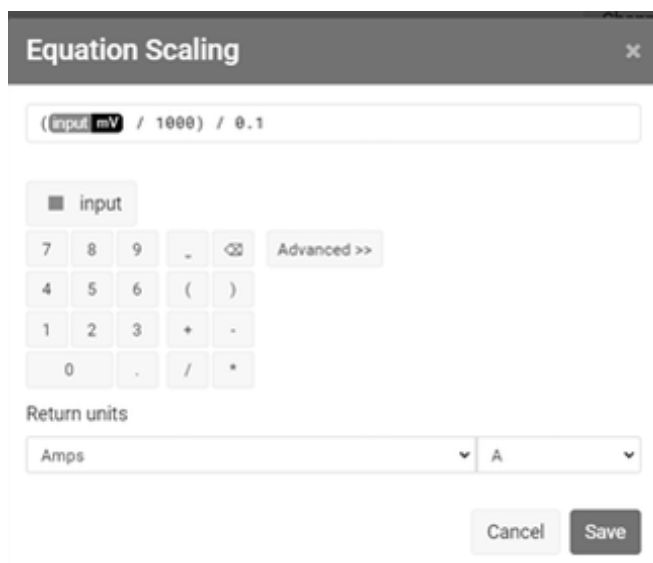 Equation Scaling ×
(input mV / 1000) / 0.1
input
7 8 9 _ ⌫ Advanced >>
4 5 6 ( )
1 2 3 + -
0 . / *
Return units
Amps A
Cancel Save